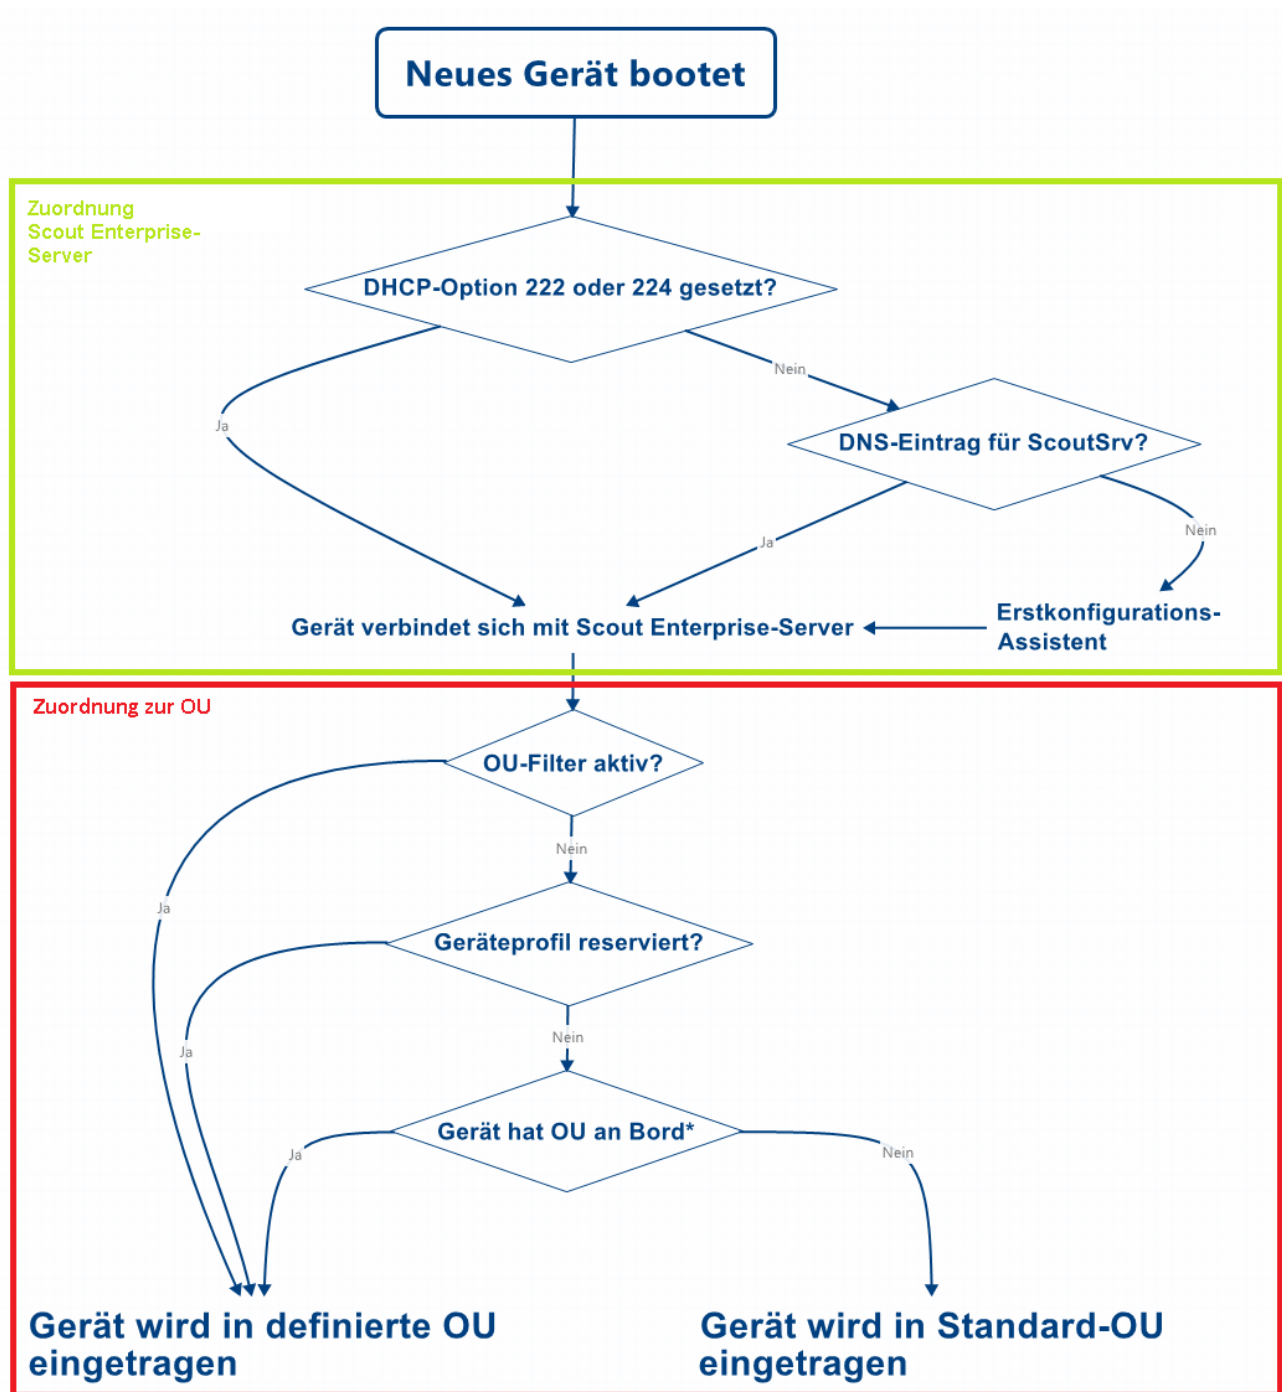 Neues Gerät bootet
Zuordnung
Scout Enterprise-
Server
DHCP-Option 222 oder 224 gesetzt?
Nein
Ja
DNS-Eintrag für ScoutSrv?
Nein
Ja
Erstkonfigurations-
Assistent
Gerät verbindet sich mit Scout Enterprise-Server
Zuordnung zur OU
OU-Filter aktiv?
Nein
Ja
Geräteprofil reserviert?
Nein
Ja
Gerät hat OU an Bord*
Ja
Nein
Gerät wird in definierte OU
eingetragen
Gerät wird in Standard-OU
eingetragen